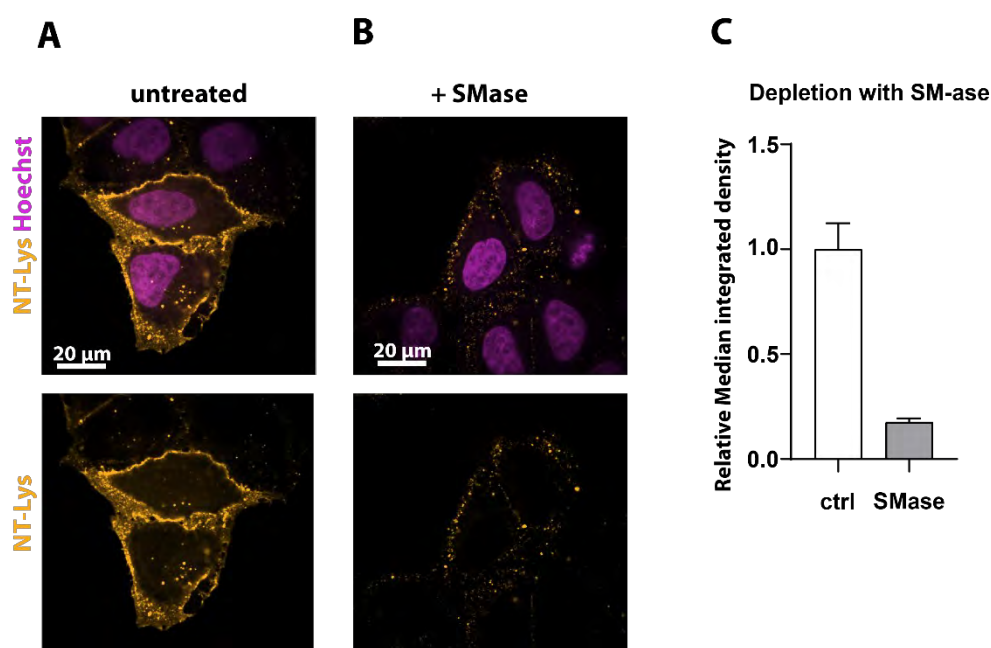 A
B
C
untreated
+ SMase
Depletion with SM-ase
NT-Lys Hoechst
20 µm
20 µm
NT-Lys
Relative Median integrated density
1.5
1.0
0.5
0.0
ctrl
SMase